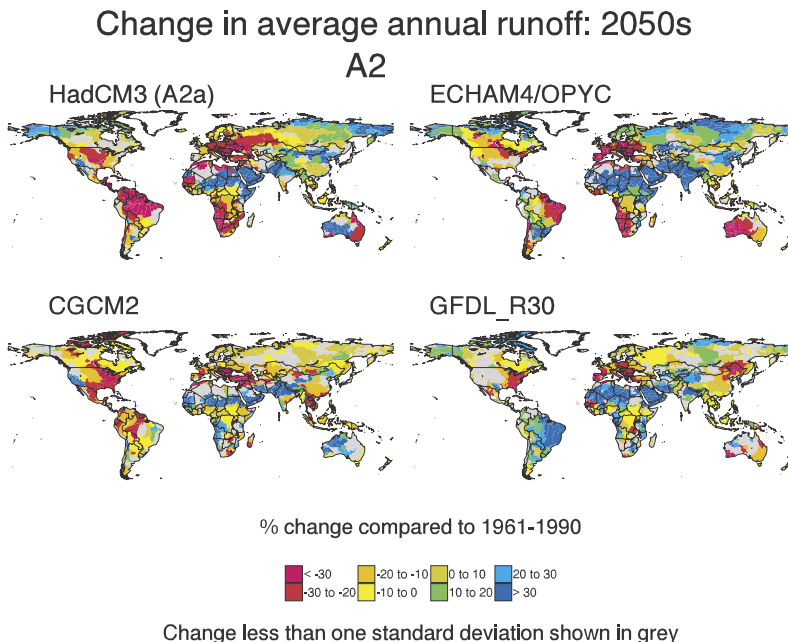 Change in average annual runoff: 2050s
A2
HadCM3 (A2a)
ECHAM4/OPYC
CGCM2
GFDL_R30
% change compared to 1961-1990
< -30
-20 to -10
0 to 10
20 to 30
-30 to -20
-10 to 0
10 to 20
> 30
Change less than one standard deviation shown in grey